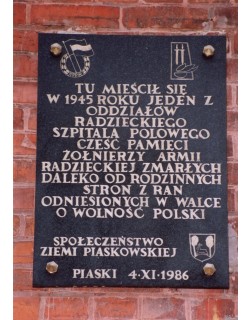 TU MIEŚCIŁ SIĘ
W 1945 ROKU JEDEN Z
ODDZIAŁÓW
RADZIECKIEGO
SZPITALA POLOWEGO
CZEŚĆ PAMIĘCI
ŻOŁNIERZY ARMII
RADZIECKIEJ ZMARŁYCH
DALEKO OD RODZINNYCH
STRON Z RAN
ODNIESIONYCH W WALCE
O WOLNOŚĆ POLSKI
SPOŁECZEŃSTWO
ZIEMI PIASKOWSKIEJ
PIASKI 4·XI·1986